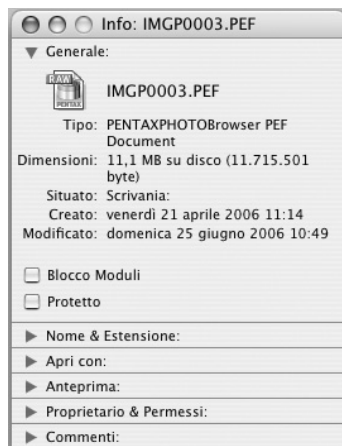 Info: IMGP0003.PEF
Generale:
RAW
PENTAX
IMGP0003.PEF
Tipo: PENTAXPHOTOBrowser PEF
Document
Dimensioni: 11,1 MB su disco (11.715.501
byte)
Situato: Scrivania:
Creato: venerdì 21 aprile 2006 11:14
Modificato: domenica 25 giugno 2006 10:49
Blocco Moduli
Protetto
Nome & Estensione:
Apri con:
Anteprima:
Proprietario & Permessi:
Commenti: